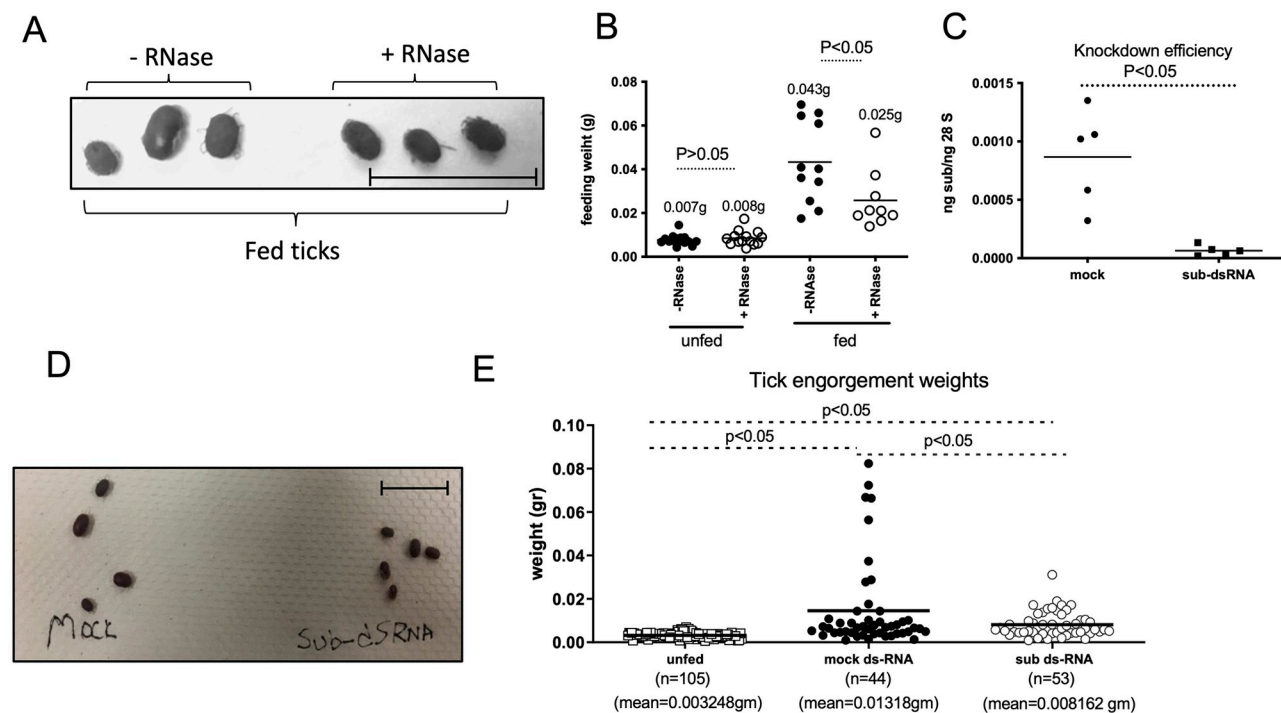 A
- RNase
+ RNase
Fed ticks
B
P<0.05
0.08
0.06
0.04
0.02
0.00
feeding weiht (g)
P>0.05
0.007g
0.008g
0.043g
0.025g
-RNase
+ RNase
-RNAse
+ RNase
unfed
fed
C
Knockdown efficiency
P<0.05
0.0015
0.0010
0.0005
0.0000
ng sub/ng 28 S
mock
sub-dsRNA
D
MOCK
Sub-dSRNA
E
Tick engorgement weights
p<0.05
p<0.05
p<0.05
0.10
0.08
0.06
0.04
0.02
0.00
weight (gr)
unfed
mock ds-RNA
sub ds-RNA
(n=105)
(n=44)
(n=53)
(mean=0.003248gm)
(mean=0.01318gm)
(mean=0.008162 gm)